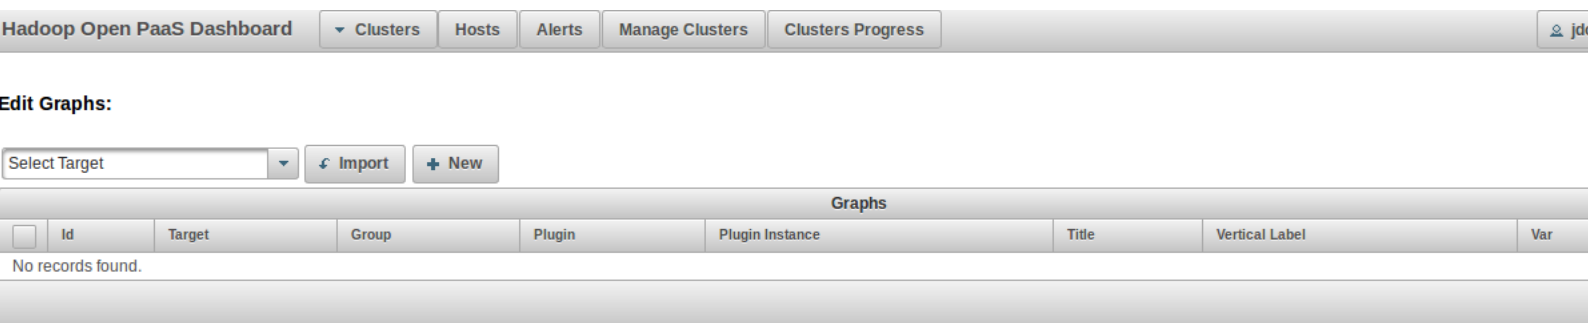 Hadoop Open PaaS Dashboard Clusters Hosts Alerts Manage Clusters Clusters Progress
Edit Graphs:
Select Target Import New
Graphs
Id Target Group Plugin Plugin Instance Title Vertical Label Var
No records found.